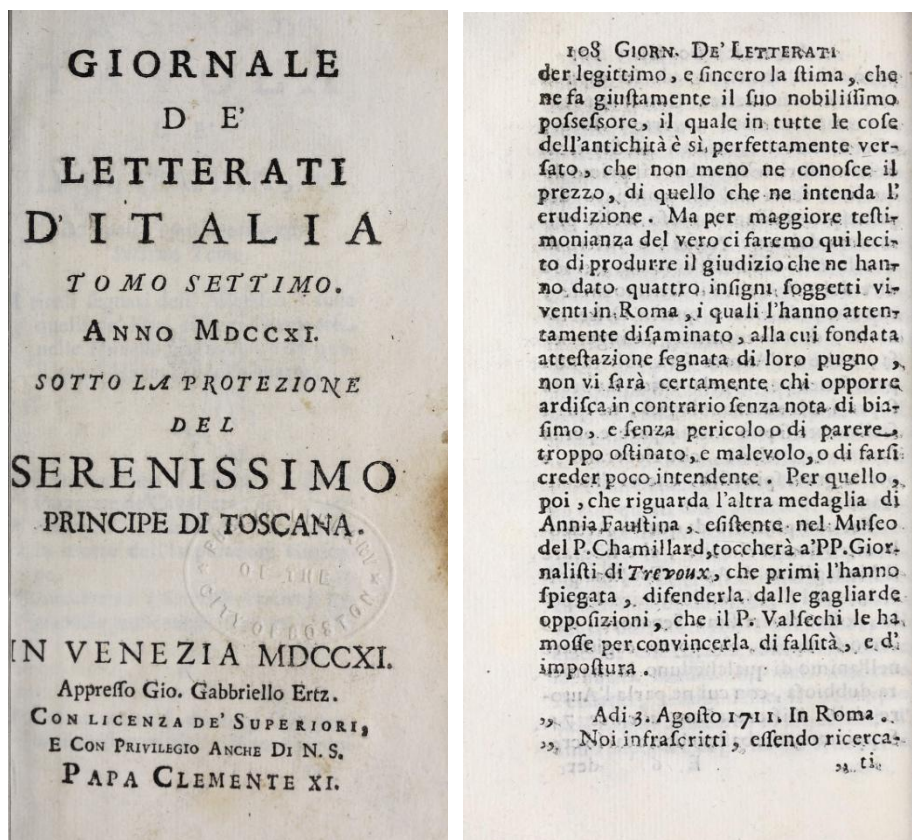 GIORNALE
DE'
LETTERATI
D'ITALIA
TOMO SETTIMO.
ANNO MDCCXI.
SOTTO LA PROTEZIONE
DEL
SERENISSIMO
PRINCIPE DI TOSCANA.
OF THE
CITY OF BOSTON
IN VENEZIA MDCCXI.
Appreſſo Gio. Gabbriello Ertz.
CON LICENZA DE' SUPERIORI,
E CON PRIVILEGIO ANCHE DI N. S.
PAPA CLEMENTE XI.
108 GIORN. DE' LETTERATI
der legittimo, e ſincero la ſtima, che
ne fa giuſtamente il ſuo nobiliſſimo
poſſeſſore, il quale in tutte le coſe
dell'antichità è sì perfettamente ver-
ſato, che non meno ne conoſce il
prezzo, di quello che ne intenda l'
erudizione. Ma per maggiore teſti-
monianza del vero ci faremo qui leci-
to di produrre il giudizio che ne han-
no dato quattro inſigni ſoggetti vi-
venti in Roma, i quali l'hanno atten-
tamente diſaminato, alla cui fondata
atteſtazione ſegnata di loro pugno,
non vi ſarà certamente chi opporre
ardiſca in contrario ſenza nota di bia-
ſimo, e ſenza pericolo o di parere
troppo oſtinato, e malevolo, o di farſi
creder poco intendente. Per quello,
poi, che riguarda l'altra medaglia di
Annia Fauſtina, eſiſtente nel Muſeo
del P. Chamillard, toccherà a' PP. Gior-
naliſti di Trevoux, che primi l'hanno
ſpiegata, difenderla dalle gagliarde
oppoſizioni, che il P. Valſechi le ha
moſſe per convincerla di falſità, e d'
impoſtura.
„ Adi 3. Agoſto 1711. In Roma.
„ Noi infraſcritti, eſſendo ricerca-
„ ti